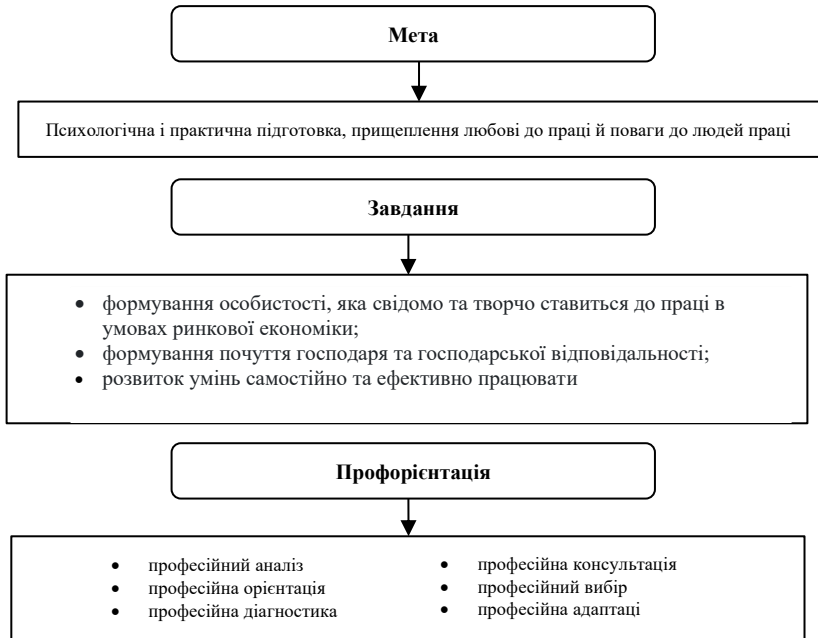 Мета
Психологічна і практична підготовка, прищеплення любові до праці й поваги до людей праці
Завдання
• формування особистості, яка свідомо та творчо ставиться до праці в
умовах ринкової економіки;
• формування почуття господаря та господарської відповідальності;
• розвиток умінь самостійно та ефективно працювати
Профорієнтація
• професійний аналіз
• професійна орієнтація
• професійна діагностика
• професійна консультація
• професійний вибір
• професійна адаптаці